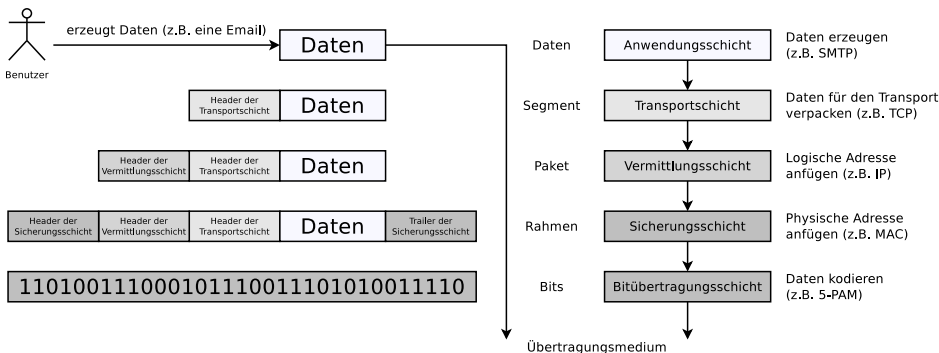 erzeugt Daten (z.B. eine Email)
Benutzer
Daten
Daten
Anwendungsschicht
Daten erzeugen
(z.B. SMTP)
Header der
Transportschicht
Daten
Segment
Transportschicht
Daten für den Transport
verpacken (z.B. TCP)
Header der
Vermittlungsschicht
Header der
Transportschicht
Daten
Paket
Vermittlungsschicht
Logische Adresse
anfügen (z.B. IP)
Header der
Sicherungsschicht
Header der
Vermittlungsschicht
Header der
Transportschicht
Daten
Trailer der
Sicherungsschicht
Rahmen
Sicherungsschicht
Physische Adresse
anfügen (z.B. MAC)
110100111000101110011101010011110
Bits
Bitübertragungsschicht
Daten kodieren
(z.B. 5-PAM)
Übertragungsmedium